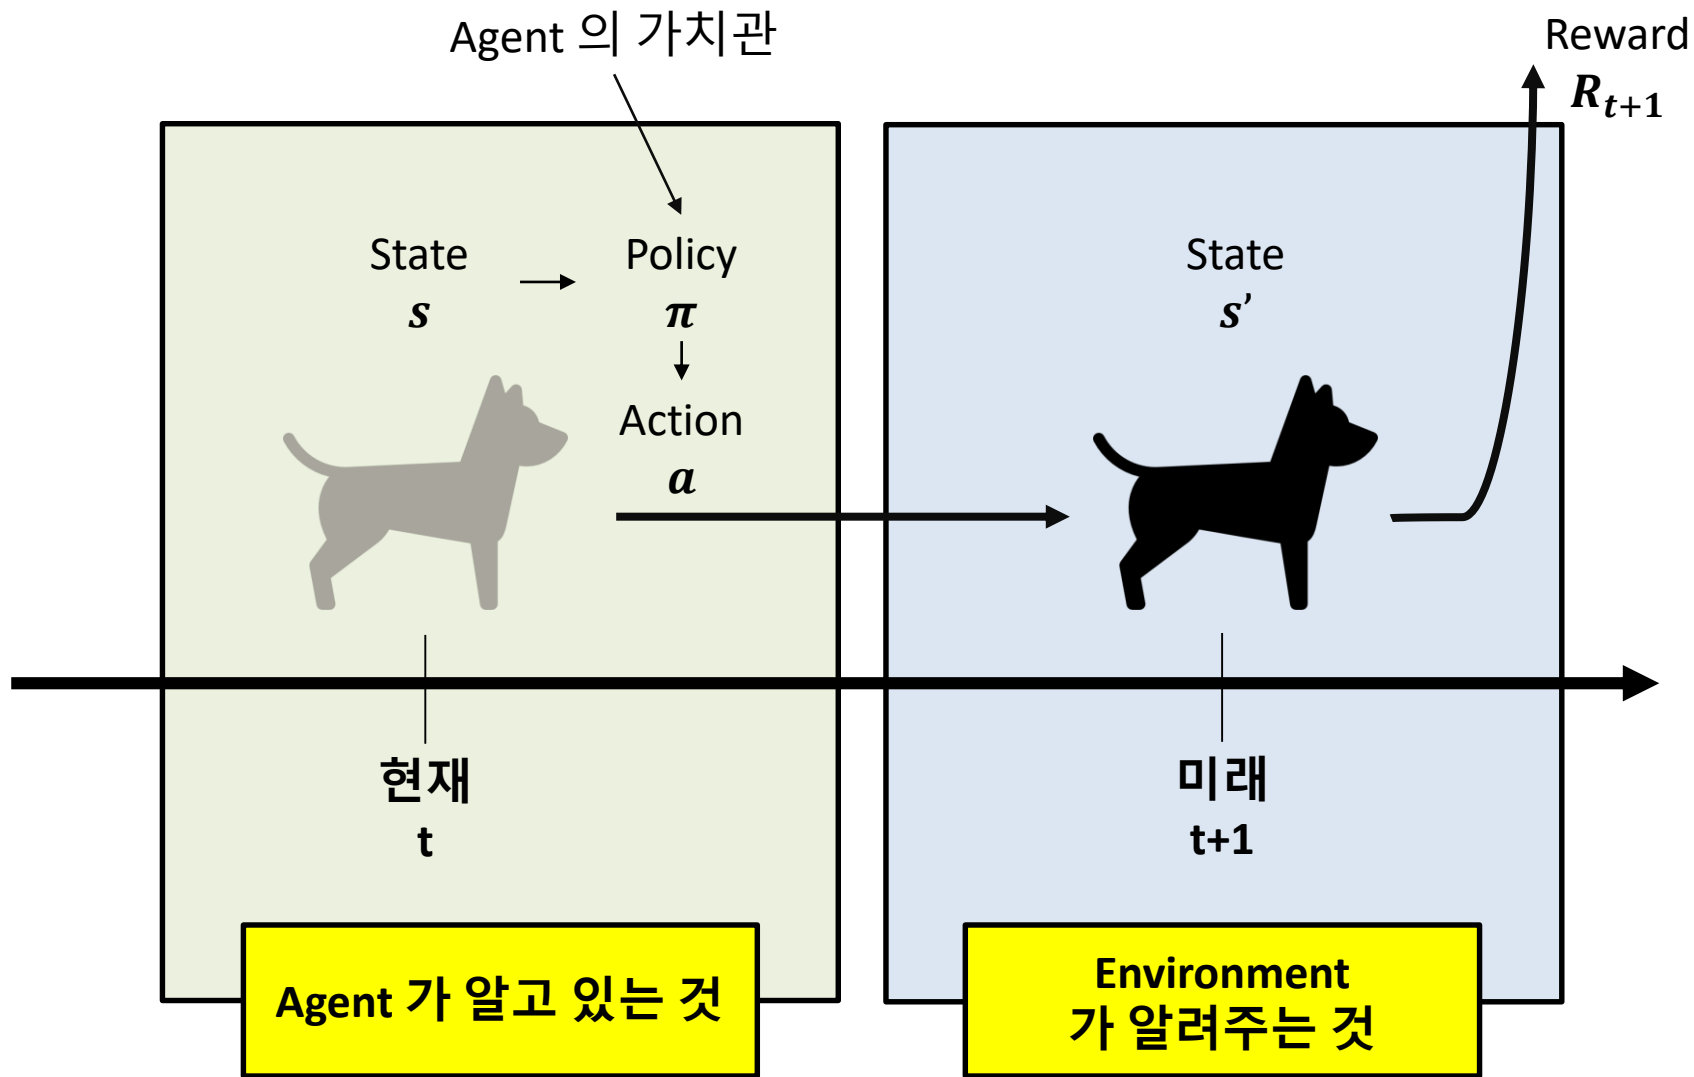 Agent 의 가치관
Reward
R_{t+1}
State
s
Policy
π
Action
a
State
s’
현재
t
미래
t+1
Agent 가 알고 있는 것
Environment
가 알려주는 것